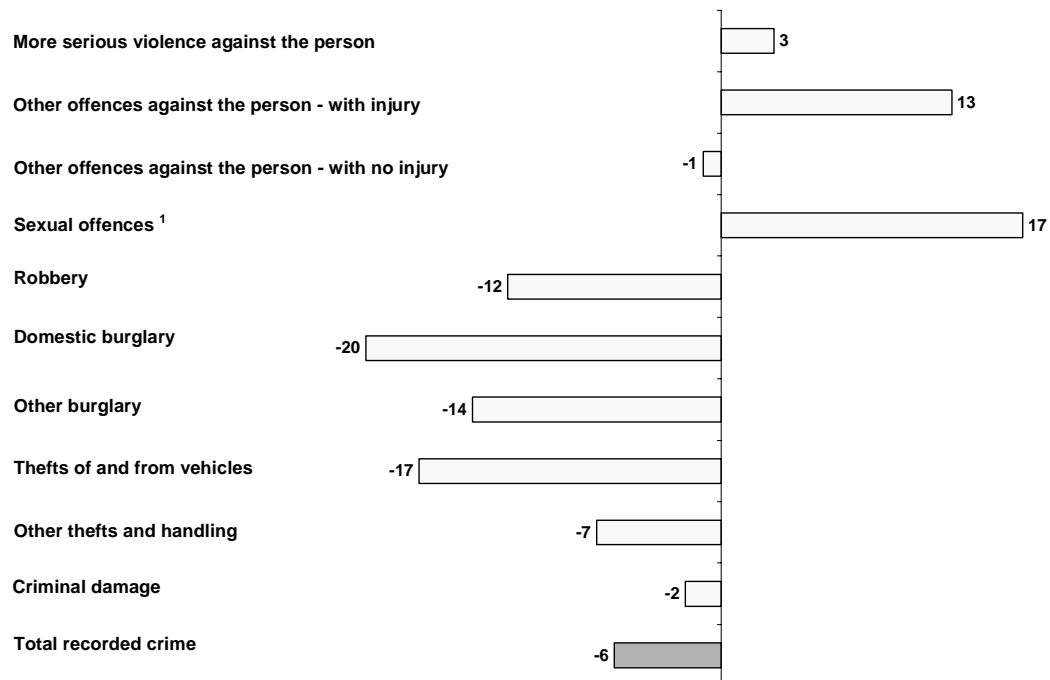 More serious violence against the person 3
Other offences against the person - with injury 13
Other offences against the person - with no injury -1
Sexual offences 1 17
Robbery -12
Domestic burglary -20
Other burglary -14
Thefts of and from vehicles -17
Other thefts and handling -7
Criminal damage -2
Total recorded crime -6